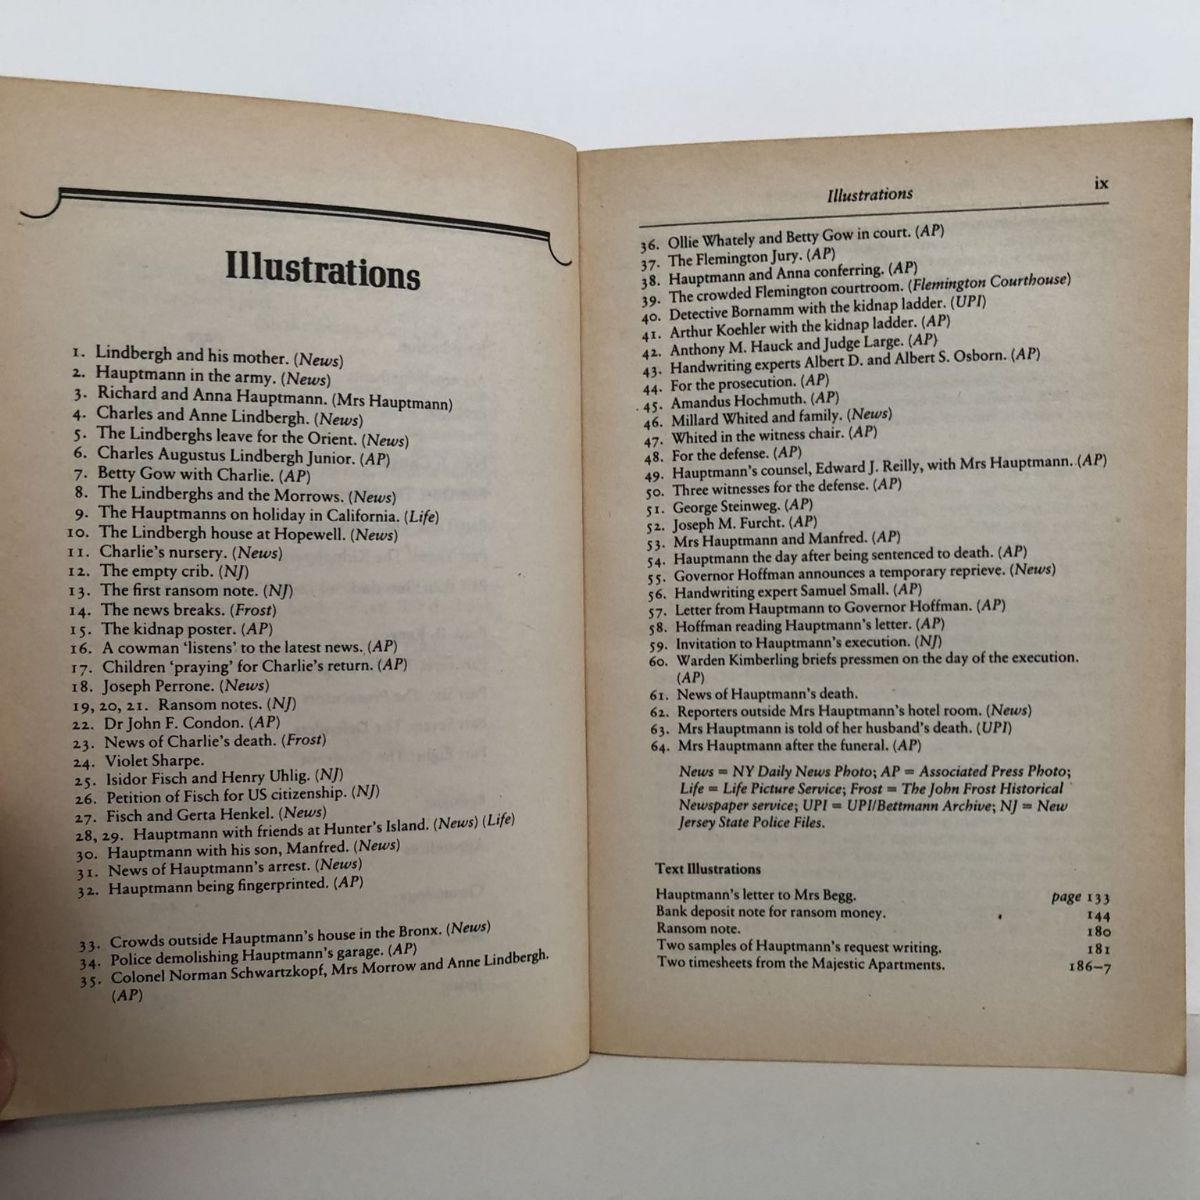 Illustrations
1. Lindbergh and his mother. (News)
2. Hauptmann in the army. (News)
3. Richard and Anna Hauptmann. (Mrs Hauptmann)
4. Charles and Anne Lindbergh. (News)
5. The Lindberghs leave for the Orient. (News)
6. Charles Augustus Lindbergh Junior. (AP)
7. Betty Gow with Charlie. (AP)
8. The Lindberghs and the Morrows. (News)
9. The Hauptmanns on holiday in California. (Life)
10. The Lindbergh house at Hopewell. (News)
11. Charlie's nursery. (News)
12. The empty crib. (NJ)
13. The first ransom note. (NJ)
14. The news breaks. (Frost)
15. The kidnap poster. (AP)
16. A cowman 'listens' to the latest news. (AP)
17. Children 'praying' for Charlie's return. (AP)
18. Joseph Perrone. (News)
19, 20, 21. Ransom notes. (NJ)
22. Dr John F. Condon. (AP)
23. News of Charlie's death. (Frost)
24. Violet Sharpe.
25. Isidor Fisch and Henry Uhlig. (NJ)
26. Petition of Fisch for US citizenship. (NJ)
27. Fisch and Gerta Henkel. (News)
28, 29. Hauptmann with friends at Hunter's Island. (News) (Life)
30. Hauptmann with his son, Manfred. (News)
31. News of Hauptmann's arrest. (News)
32. Hauptmann being fingerprinted. (AP)
33. Crowds outside Hauptmann's house in the Bronx. (News)
34. Police demolishing Hauptmann's garage. (AP)
35. Colonel Norman Schwartzkopf, Mrs Morrow and Anne Lindbergh.
(AP)
Illustrations ix
36. Ollie Whately and Betty Gow in court. (AP)
37. The Flemington Jury. (AP)
38. Hauptmann and Anna conferring. (AP)
39. The crowded Flemington courtroom. (Flemington Courthouse)
40. Detective Bornamm with the kidnap ladder. (UPI)
41. Arthur Koehler with the kidnap ladder. (AP)
42. Anthony M. Hauck and Judge Large. (AP)
43. Handwriting experts Albert D. and Albert S. Osborn. (AP)
44. For the prosecution. (AP)
45. Amandus Hochmuth. (AP)
46. Millard Whited and family. (News)
47. Whited in the witness chair. (AP)
48. For the defense. (AP)
49. Hauptmann's counsel, Edward J. Reilly, with Mrs Hauptmann. (AP)
50. Three witnesses for the defense. (AP)
51. George Steinweg. (AP)
52. Joseph M. Furcht. (AP)
53. Mrs Hauptmann and Manfred. (AP)
54. Hauptmann the day after being sentenced to death. (AP)
55. Governor Hoffman announces a temporary reprieve. (News)
56. Handwriting expert Samuel Small. (AP)
57. Letter from Hauptmann to Governor Hoffman. (AP)
58. Hoffman reading Hauptmann's letter. (AP)
59. Invitation to Hauptmann's execution. (NJ)
60. Warden Kimberling briefs pressmen on the day of the execution.
(AP)
61. News of Hauptmann's death.
62. Reporters outside Mrs Hauptmann's hotel room. (News)
63. Mrs Hauptmann is told of her husband's death. (UPI)
64. Mrs Hauptmann after the funeral. (AP)
News = NY Daily News Photo; AP = Associated Press Photo;
Life = Life Picture Service; Frost = The John Frost Historical
Newspaper service; UPI = UPI/Bettmann Archive; NJ = New
Jersey State Police Files.
Text Illustrations
Hauptmann's letter to Mrs Begg. page 133
Bank deposit note for ransom money. 144
Ransom note. 180
Two samples of Hauptmann's request writing. 181
Two timesheets from the Majestic Apartments. 186–7